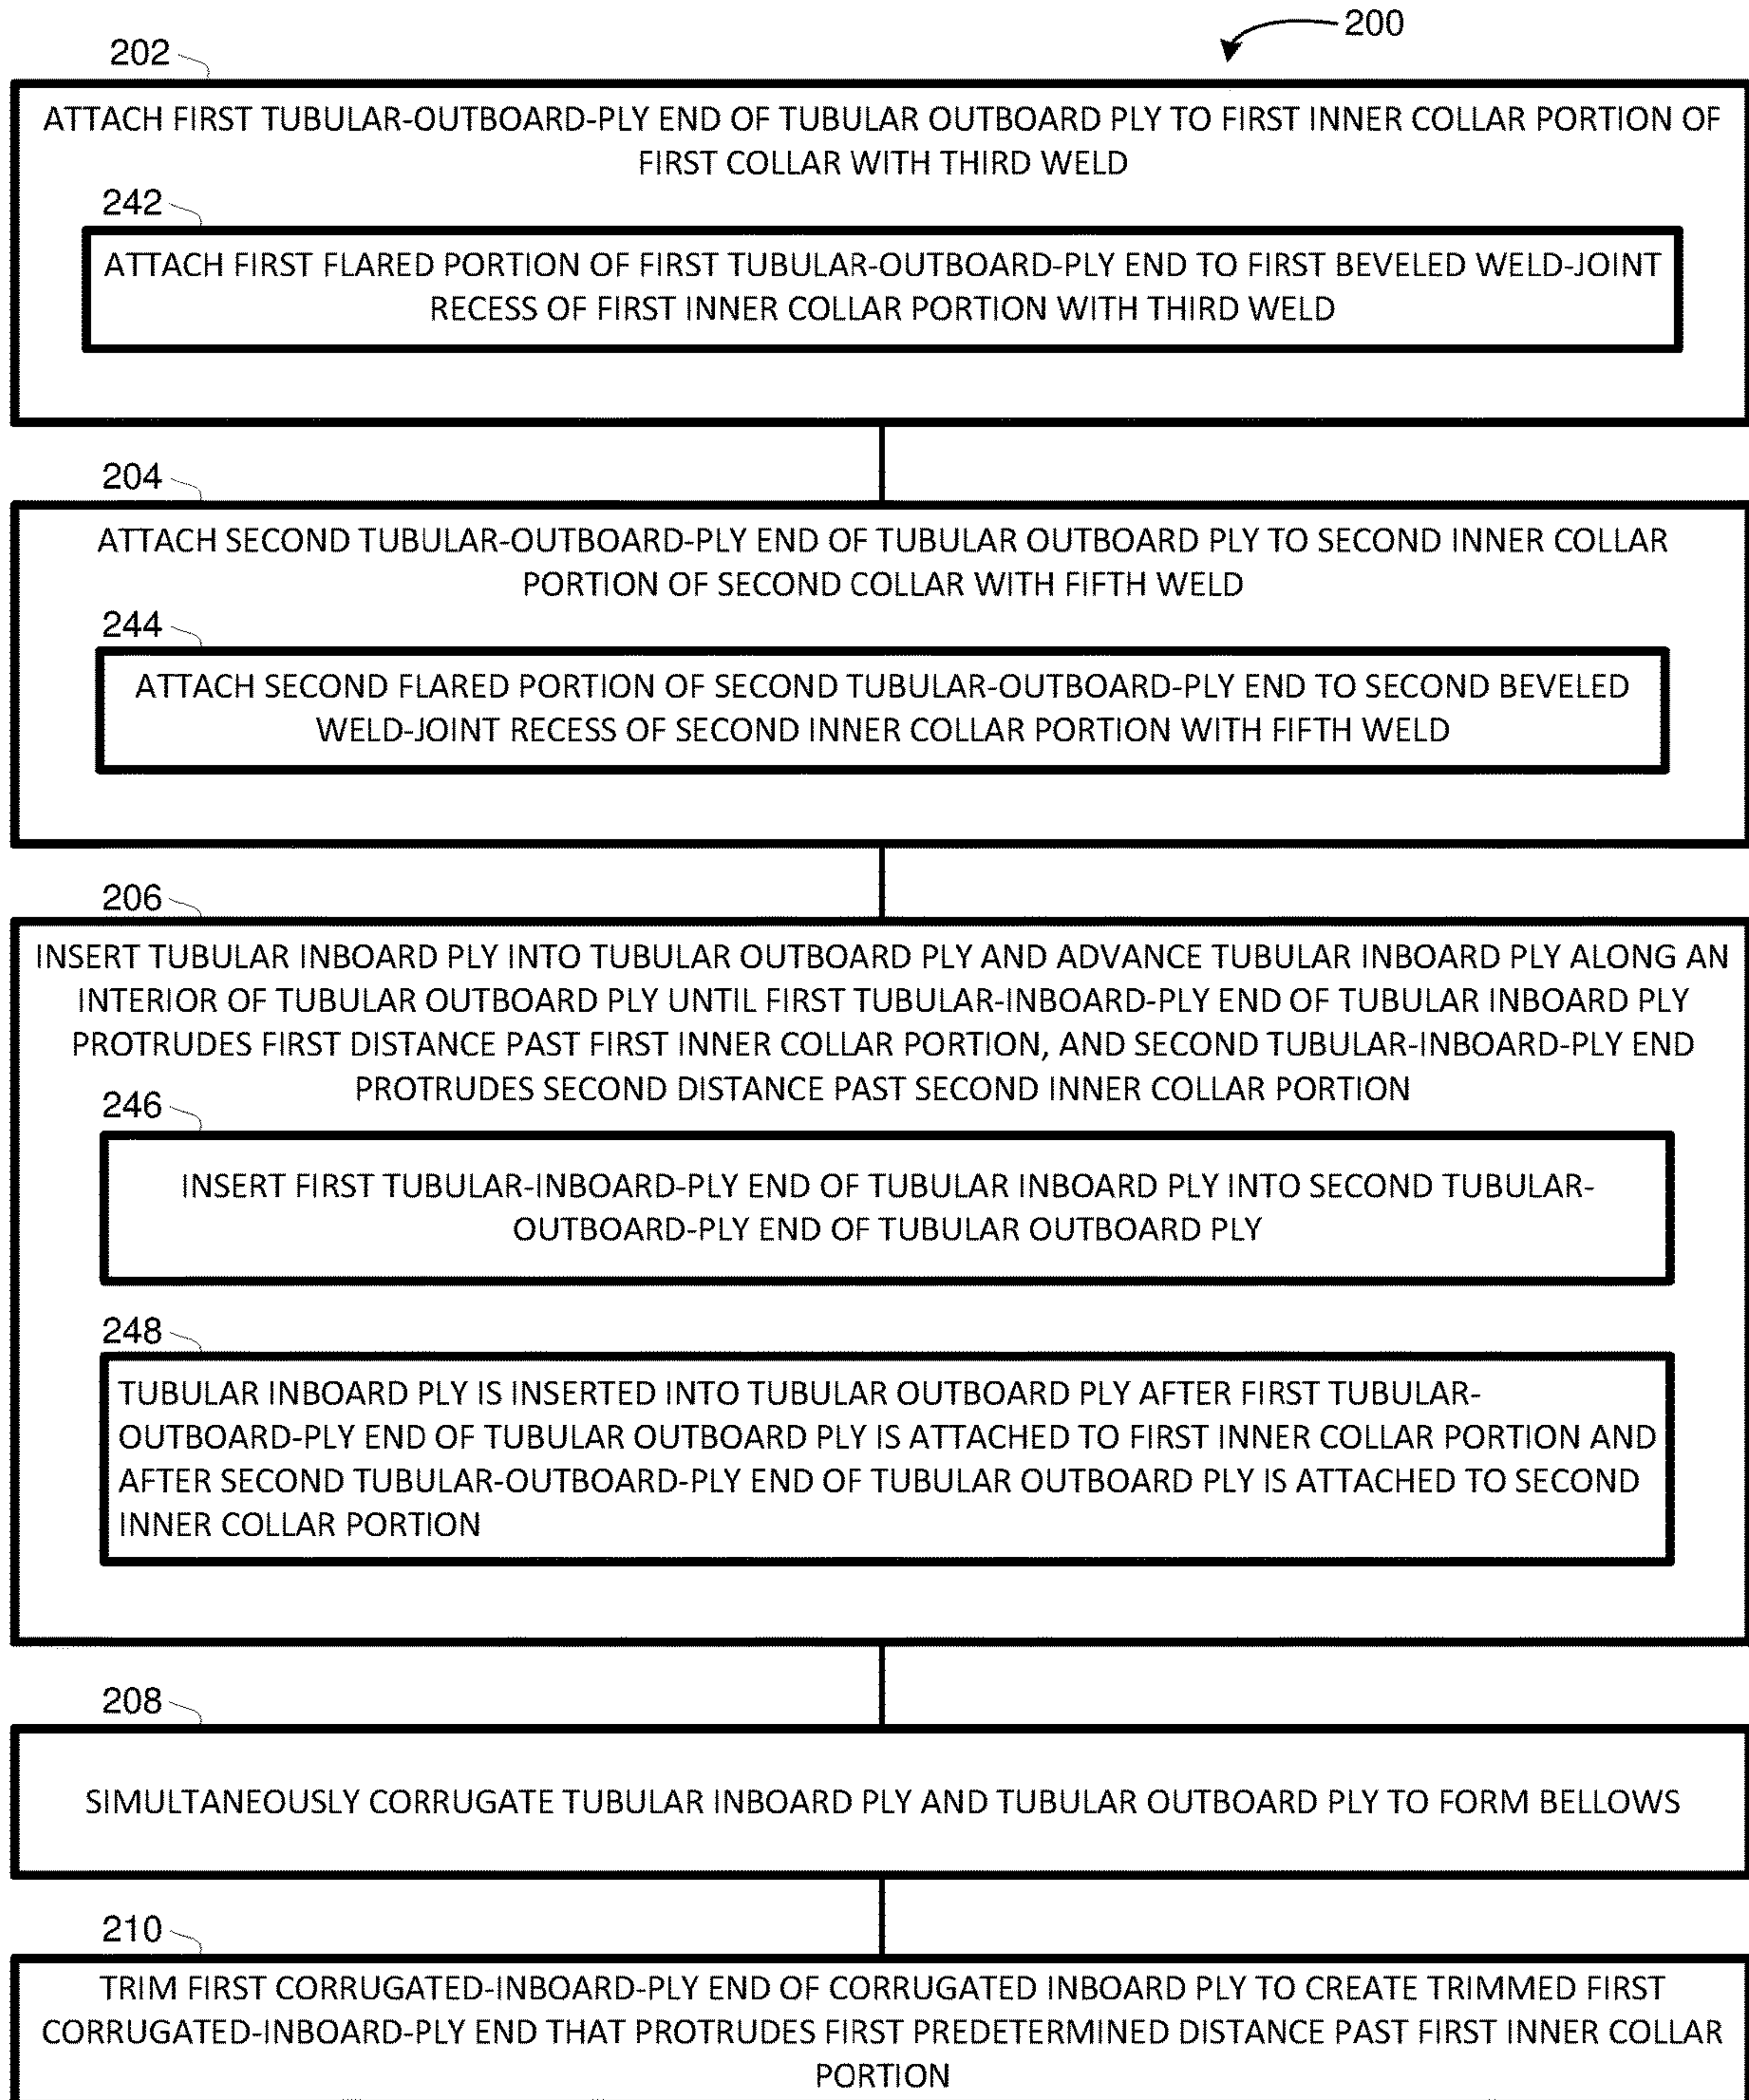 200
202
ATTACH FIRST TUBULAR-OUTBOARD-PLY END OF TUBULAR OUTBOARD PLY TO FIRST INNER COLLAR PORTION OF
FIRST COLLAR WITH THIRD WELD
242
ATTACH FIRST FLARED PORTION OF FIRST TUBULAR-OUTBOARD-PLY END TO FIRST BEVELED WELD-JOINT
RECESS OF FIRST INNER COLLAR PORTION WITH THIRD WELD
204
ATTACH SECOND TUBULAR-OUTBOARD-PLY END OF TUBULAR OUTBOARD PLY TO SECOND INNER COLLAR
PORTION OF SECOND COLLAR WITH FIFTH WELD
244
ATTACH SECOND FLARED PORTION OF SECOND TUBULAR-OUTBOARD-PLY END TO SECOND BEVELED
WELD-JOINT RECESS OF SECOND INNER COLLAR PORTION WITH FIFTH WELD
206
INSERT TUBULAR INBOARD PLY INTO TUBULAR OUTBOARD PLY AND ADVANCE TUBULAR INBOARD PLY ALONG AN
INTERIOR OF TUBULAR OUTBOARD PLY UNTIL FIRST TUBULAR-INBOARD-PLY END OF TUBULAR INBOARD PLY
PROTRUDES FIRST DISTANCE PAST FIRST INNER COLLAR PORTION, AND SECOND TUBULAR-INBOARD-PLY END
PROTRUDES SECOND DISTANCE PAST SECOND INNER COLLAR PORTION
246
INSERT FIRST TUBULAR-INBOARD-PLY END OF TUBULAR INBOARD PLY INTO SECOND TUBULAR-
OUTBOARD-PLY END OF TUBULAR OUTBOARD PLY
248
TUBULAR INBOARD PLY IS INSERTED INTO TUBULAR OUTBOARD PLY AFTER FIRST TUBULAR-
OUTBOARD-PLY END OF TUBULAR OUTBOARD PLY IS ATTACHED TO FIRST INNER COLLAR PORTION AND
AFTER SECOND TUBULAR-OUTBOARD-PLY END OF TUBULAR OUTBOARD PLY IS ATTACHED TO SECOND
INNER COLLAR PORTION
208
SIMULTANEOUSLY CORRUGATE TUBULAR INBOARD PLY AND TUBULAR OUTBOARD PLY TO FORM BELLOWS
210
TRIM FIRST CORRUGATED-INBOARD-PLY END OF CORRUGATED INBOARD PLY TO CREATE TRIMMED FIRST
CORRUGATED-INBOARD-PLY END THAT PROTRUDES FIRST PREDETERMINED DISTANCE PAST FIRST INNER COLLAR
PORTION